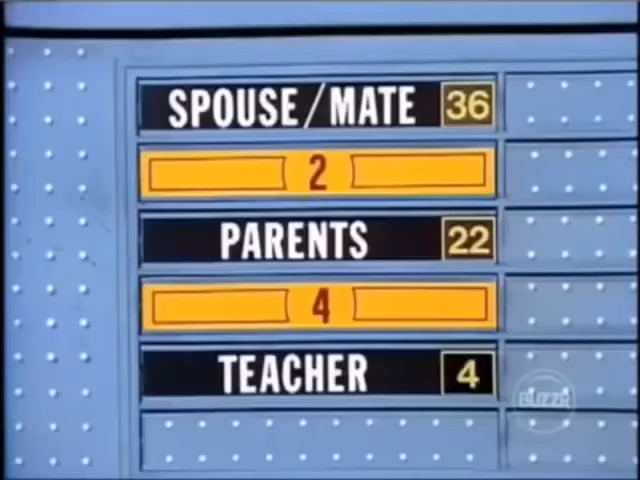 SPOUSE/MATE 36
2
PARENTS 22
4
TEACHER 4
BUZZR